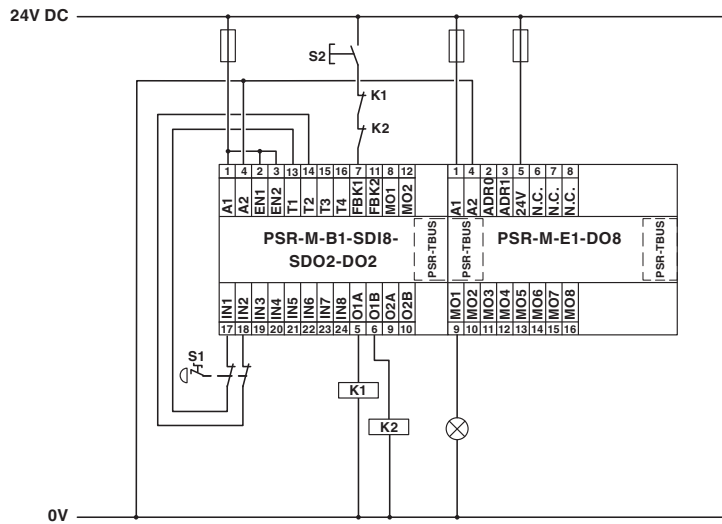 24V DC
S2
K1
K2
1 4 2 3 13 14 15 16 7 11 8 12
A1 A2 EN1 EN2 T1 T2 T3 T4 FBK1 FBK2 MO1 MO2
1 4 2 3 5 6 7 8
A1 A2 ADR0 ADR1 24V N.C. N.C. N.C.
PSR-M-B1-SDI8-
SDO2-DO2
PSR-TBUS
PSR-TBUS
PSR-M-E1-DO8
PSR-TBUS
IN1 IN2 IN3 IN4 IN5 IN6 IN7 IN8 O1A O1B O2A O2B
17 18 19 20 21 22 23 24 5 6 9 10
MO1 MO2 MO3 MO4 MO5 MO6 MO7 MO8
9 10 11 12 13 14 15 16
S1
K1
K2
0V